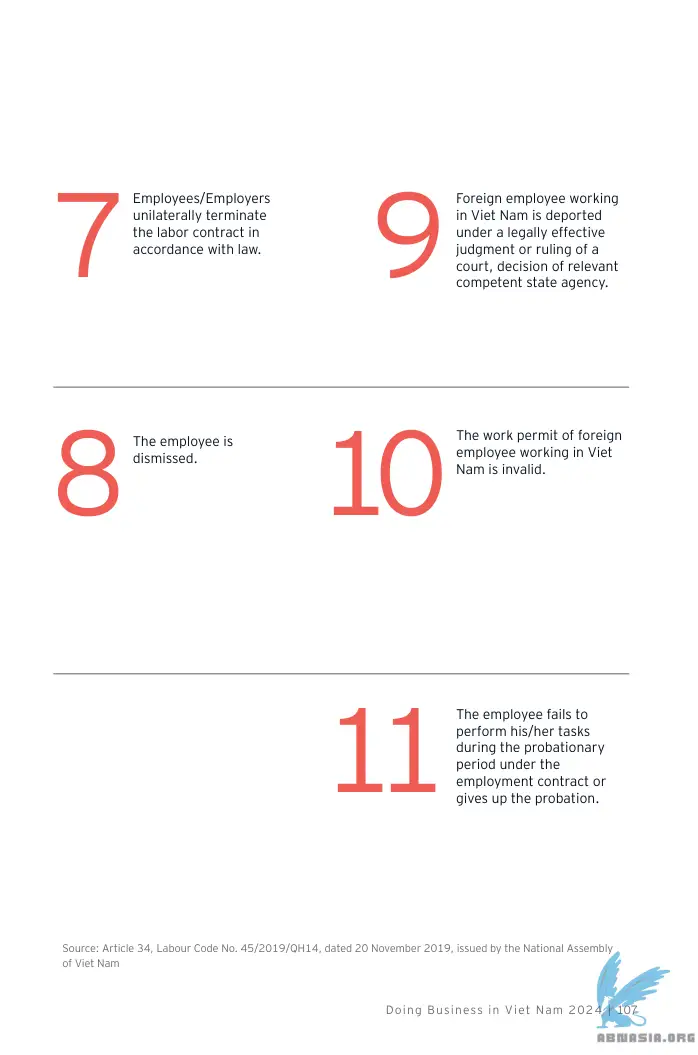 7
Employees/Employers
unilaterally terminate
the labor contract in
accordance with law.
8
The employee is
dismissed.
9
Foreign employee working
in Viet Nam is deported
under a legally effective
judgment or ruling of a
court, decision of relevant
competent state agency.
10
The work permit of foreign
employee working in Viet
Nam is invalid.
11
The employee fails to
perform his/her tasks
during the probationary
period under the
employment contract or
gives up the probation.
Source: Article 34, Labour Code No. 45/2019/QH14, dated 20 November 2019, issued by the National Assembly
of Viet Nam
Doing Business in Viet Nam 2024 | 107
ABNASIA.ORG